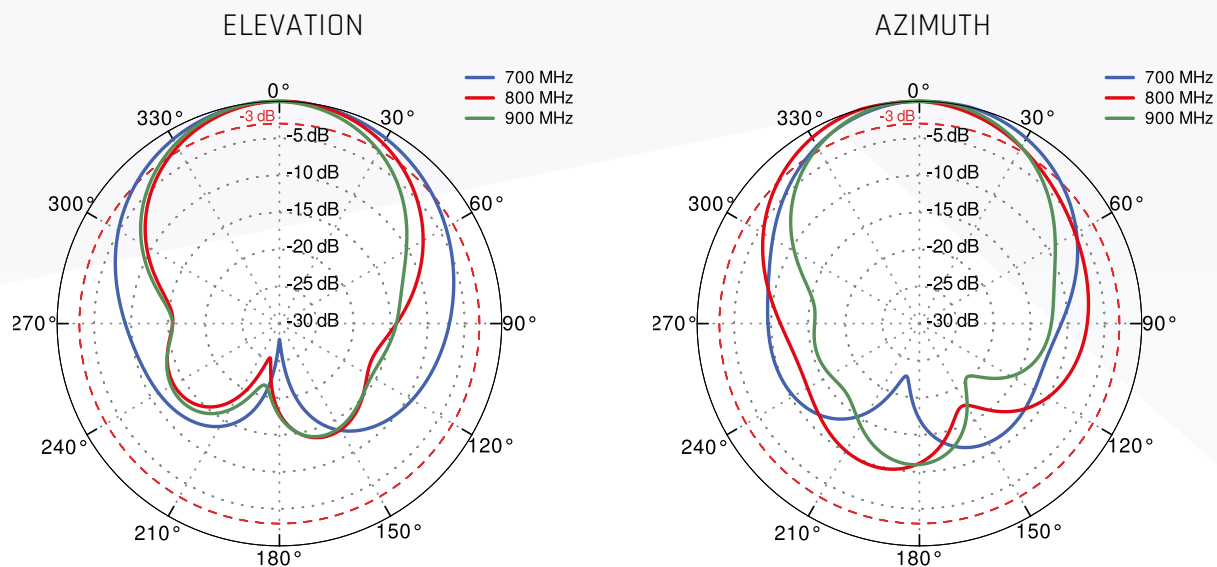 ELEVATION
700 MHz
800 MHz
900 MHz
0°
330°
30°
-3 dB
-5 dB
-10 dB
300°
60°
-15 dB
-20 dB
-25 dB
270°
-30 dB
90°
240°
120°
210°
150°
180°
AZIMUTH
700 MHz
800 MHz
900 MHz
0°
330°
30°
-3 dB
-5 dB
-10 dB
300°
60°
-15 dB
-20 dB
-25 dB
270°
-30 dB
90°
240°
120°
210°
150°
180°